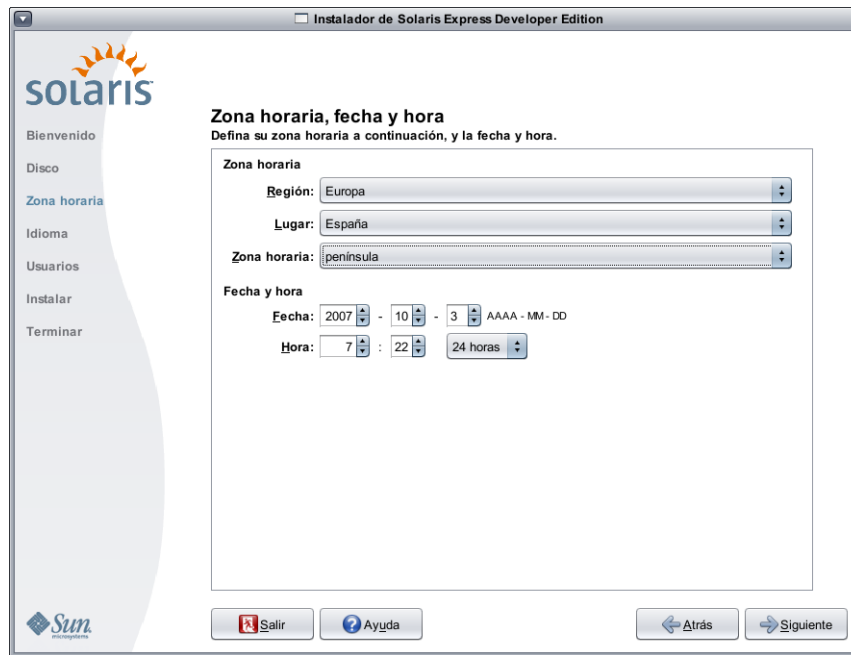 Instalador de Solaris Express Developer Edition
solaris
Bienvenido
Disco
Zona horaria
Idioma
Usuarios
Instalar
Terminar
Zona horaria, fecha y hora
Defina su zona horaria a continuación, y la fecha y hora.
Zona horaria
Región: Europa
Lugar: España
Zona horaria: península
Fecha y hora
Fecha: 2007 - 10 - 3 AAAA - MM - DD
Hora: 7 : 22 24 horas
Sun
microsystems
Salir
Ayuda
Atrás
Siguiente